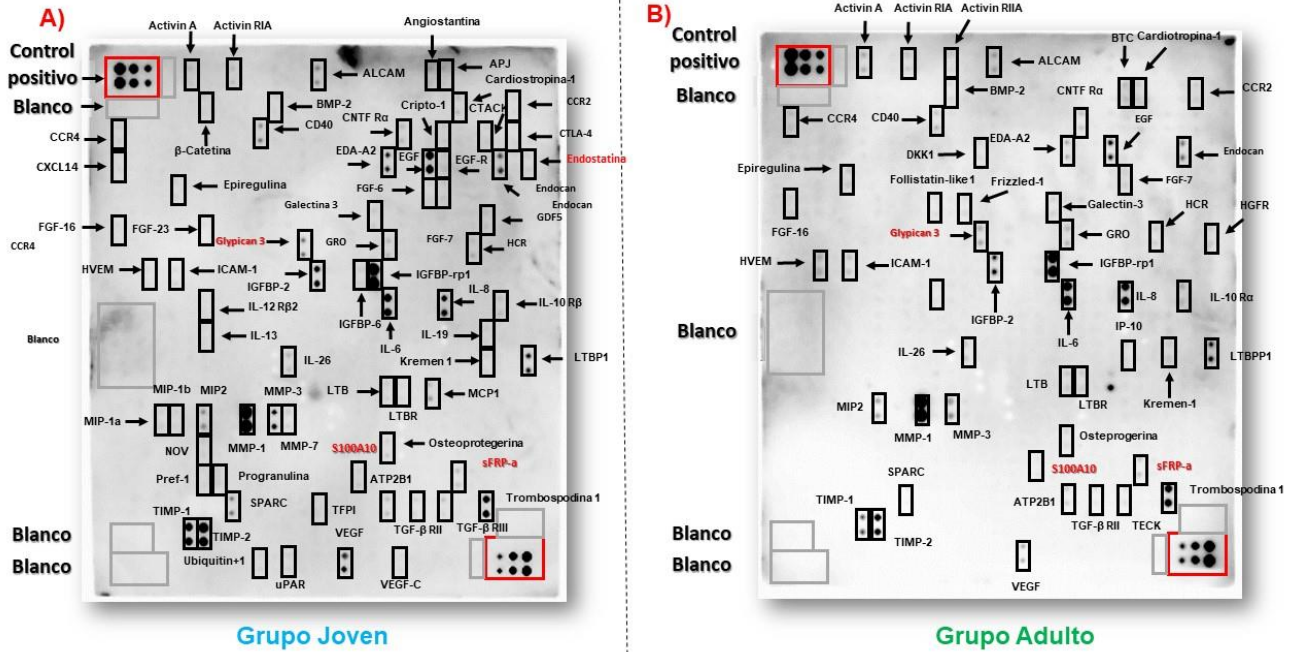 A)
Activin A
Activin RIA
Angiostantina
Control
positivo
ALCAM
APJ
Cardiostropina-1
Blanco
BMP-2
Cripto-1
CTACK
CCR2
CCR4
β-Catetina
CD40
CNTF Rα
CTLA-4
CXCL14
EDA-A2
EGF
EGF-R
Endostatina
Epiregulina
FGF-6
Endocan
Endocan
Galectina 3
GDF5
FGF-16
FGF-23
Glypican 3
GRO
FGF-7
HCR
CCR4
HVEM
ICAM-1
IGFBP-2
IGFBP-rp1
IL-8
IL-10 Rβ
IL-12 Rβ2
IGFBP-6
Blanco
IL-13
IL-6
IL-19
IL-26
Kremen 1
LTBP1
MIP-1b
MIP2
MMP-3
LTB
MCP1
MIP-1a
LTBR
MMP-1
MMP-7
NOV
S100A10
Osteoprotegerina
sFRP-a
Pref-1
Progranulina
ATP2B1
SPARC
TFPI
Trombospodina 1
TIMP-1
TGF-β RII
TGF-β RIII
Blanco
TIMP-2
VEGF
Blanco
Ubiquitin+1
uPAR
VEGF-C
Grupo Joven
B)
Activin A
Activin RIA
Activin RIIA
BTC
Cardiotropina-1
Control
positivo
ALCAM
Blanco
BMP-2
CNTF Rα
CCR2
CCR4
CD40
EGF
DKK1
EDA-A2
Endocan
Epiregulina
Follistatin-like1
Frizzled-1
FGF-7
Galectin-3
HCR
HGFR
FGF-16
Glypican 3
GRO
HVEM
ICAM-1
IGFBP-rp1
IGFBP-2
IL-8
IL-10 Rα
Blanco
IL-6
IP-10
IL-26
LTBPP1
LTB
MIP2
LTBR
Kremen-1
MMP-1
MMP-3
Osteprogerina
SPARC
S100A10
sFRP-a
TIMP-1
ATP2B1
Trombospodina 1
TGF-β RII
TECK
Blanco
TIMP-2
Blanco
VEGF
Grupo Adulto